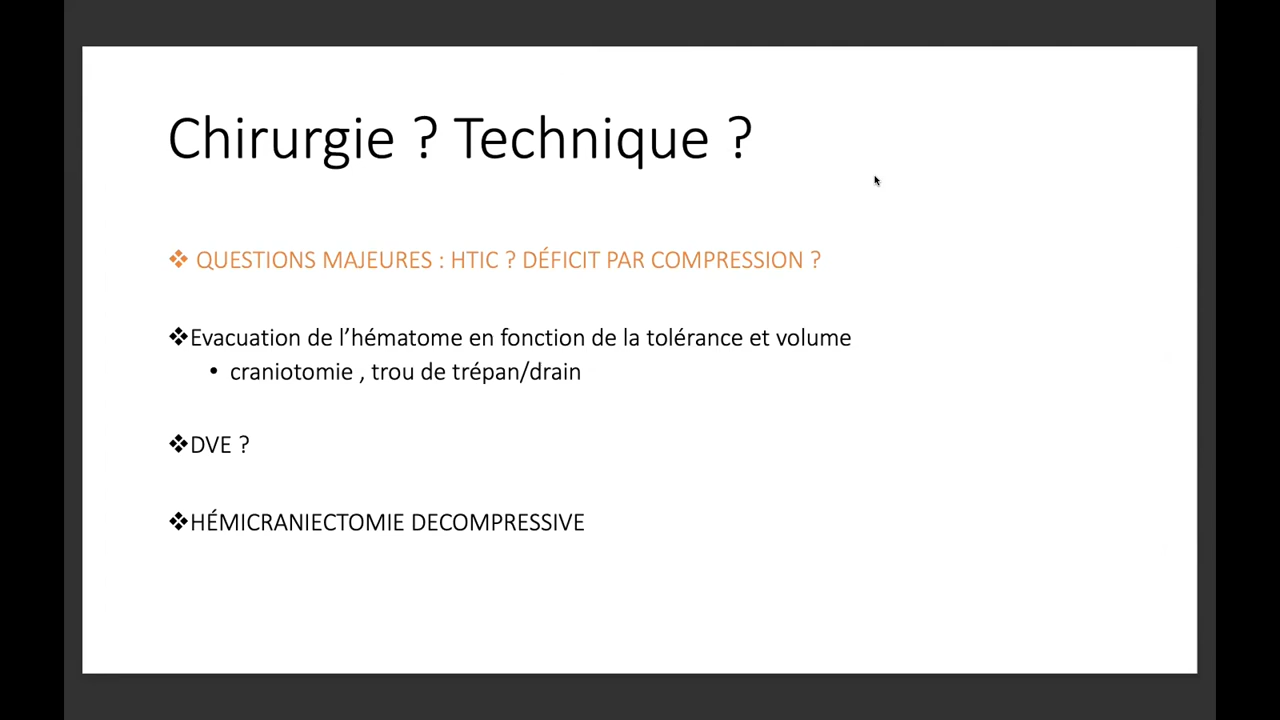 Chirurgie ? Technique ?
❖ QUESTIONS MAJEURES : HTIC ? DÉFICIT PAR COMPRESSION ?
❖Evacuation de l’hématome en fonction de la tolérance et volume
• craniotomie , trou de trépan/drain
❖DVE ?
❖HÉMICRANIECTOMIE DECOMPRESSIVE